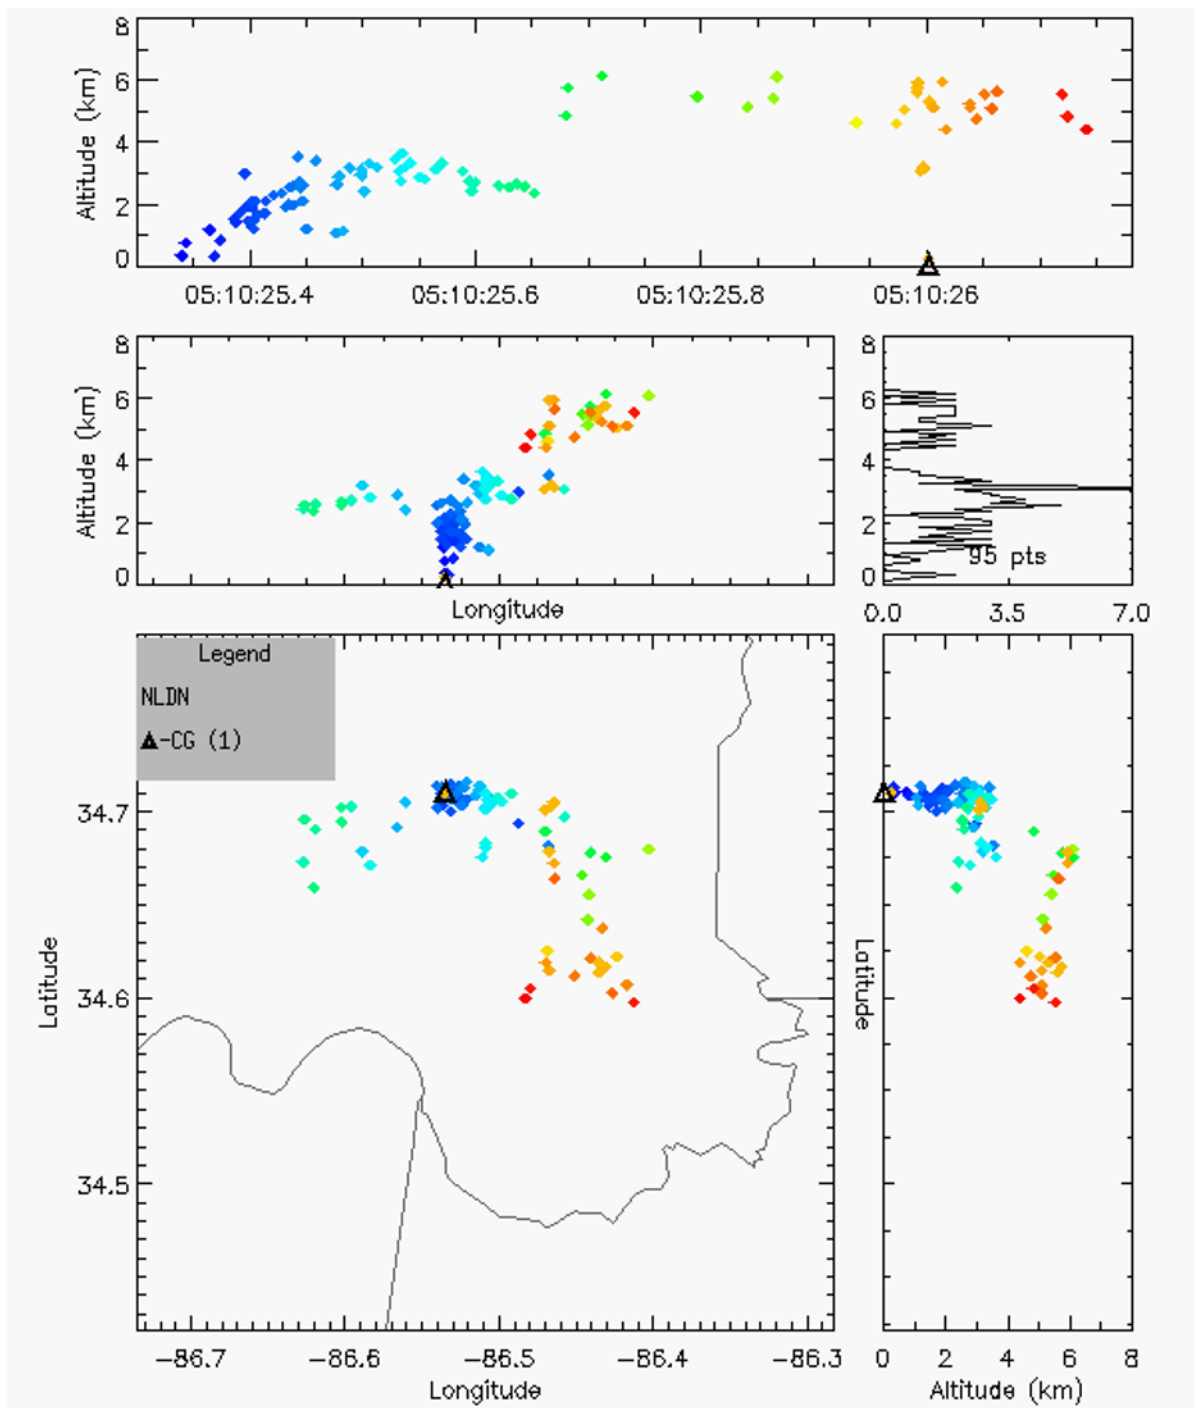 8
6
4
2
0
Altitude (km)
05:10:25.4 05:10:25.6 05:10:25.8 05:10:26
8
6
4
2
0
Altitude (km)
Longitude
8
6
4
2
0
95 pts
0.0 3.5 7.0
Legend
NLDN
-CG (1)
34.7
34.6
34.5
Latitude
-86.7 -86.6 -86.5 -86.4 -86.3
Longitude
Latitude
0 2 4 6 8
Altitude (km)